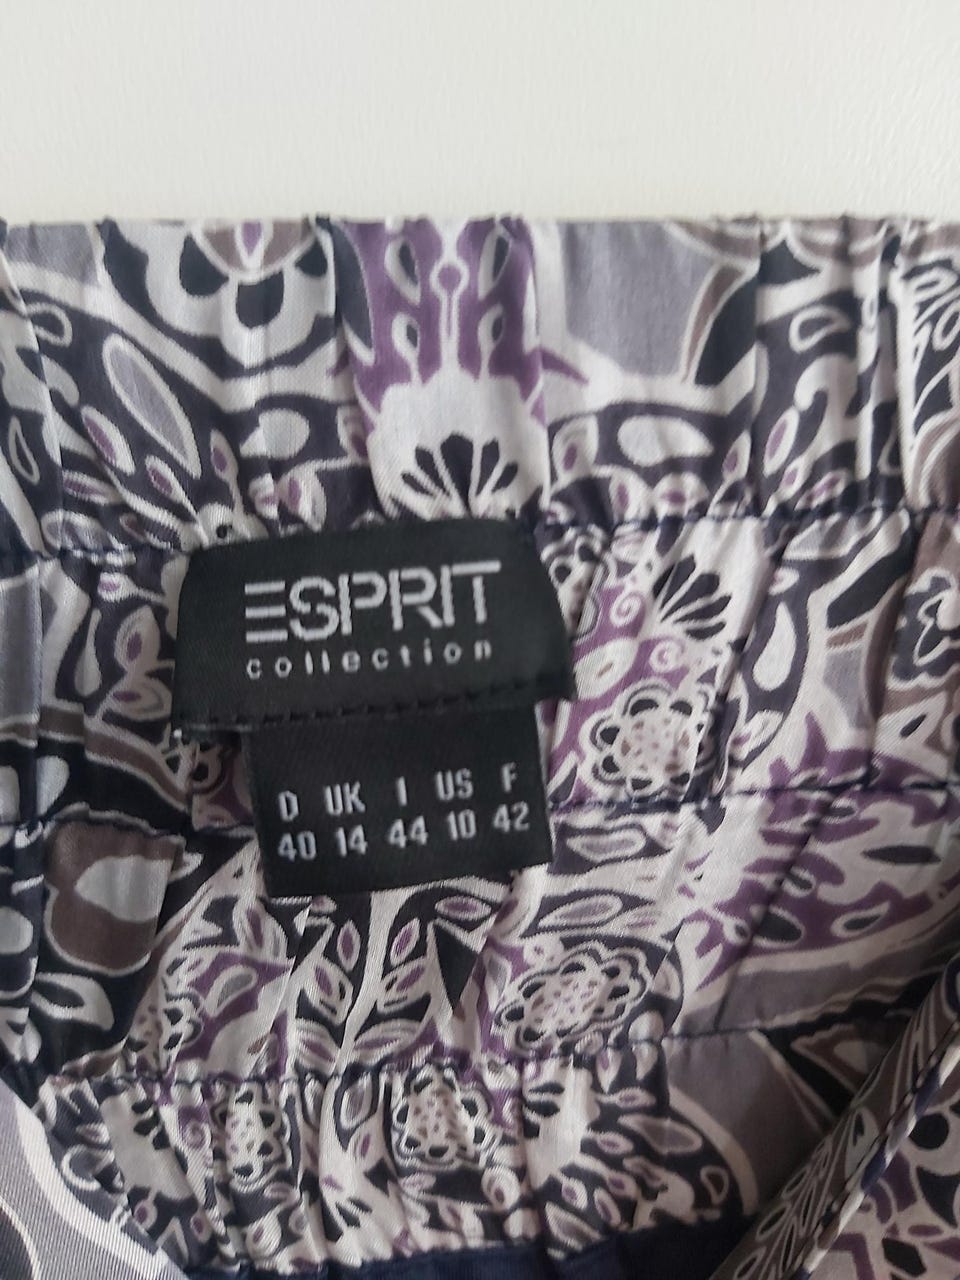 ESPRIT
collection
D UK I US F
40 14 44 10 42